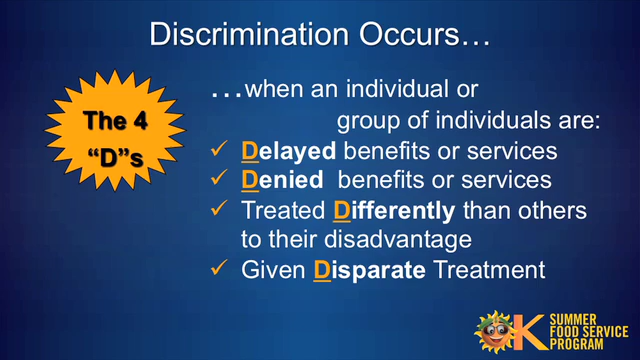 Discrimination Occurs…
The 4
“D”s
…when an individual or
group of individuals are:
✓ Delayed benefits or services
✓ Denied benefits or services
✓ Treated Differently than others
to their disadvantage
✓ Given Disparate Treatment
OK SUMMER
FOOD SERVICE
PROGRAM